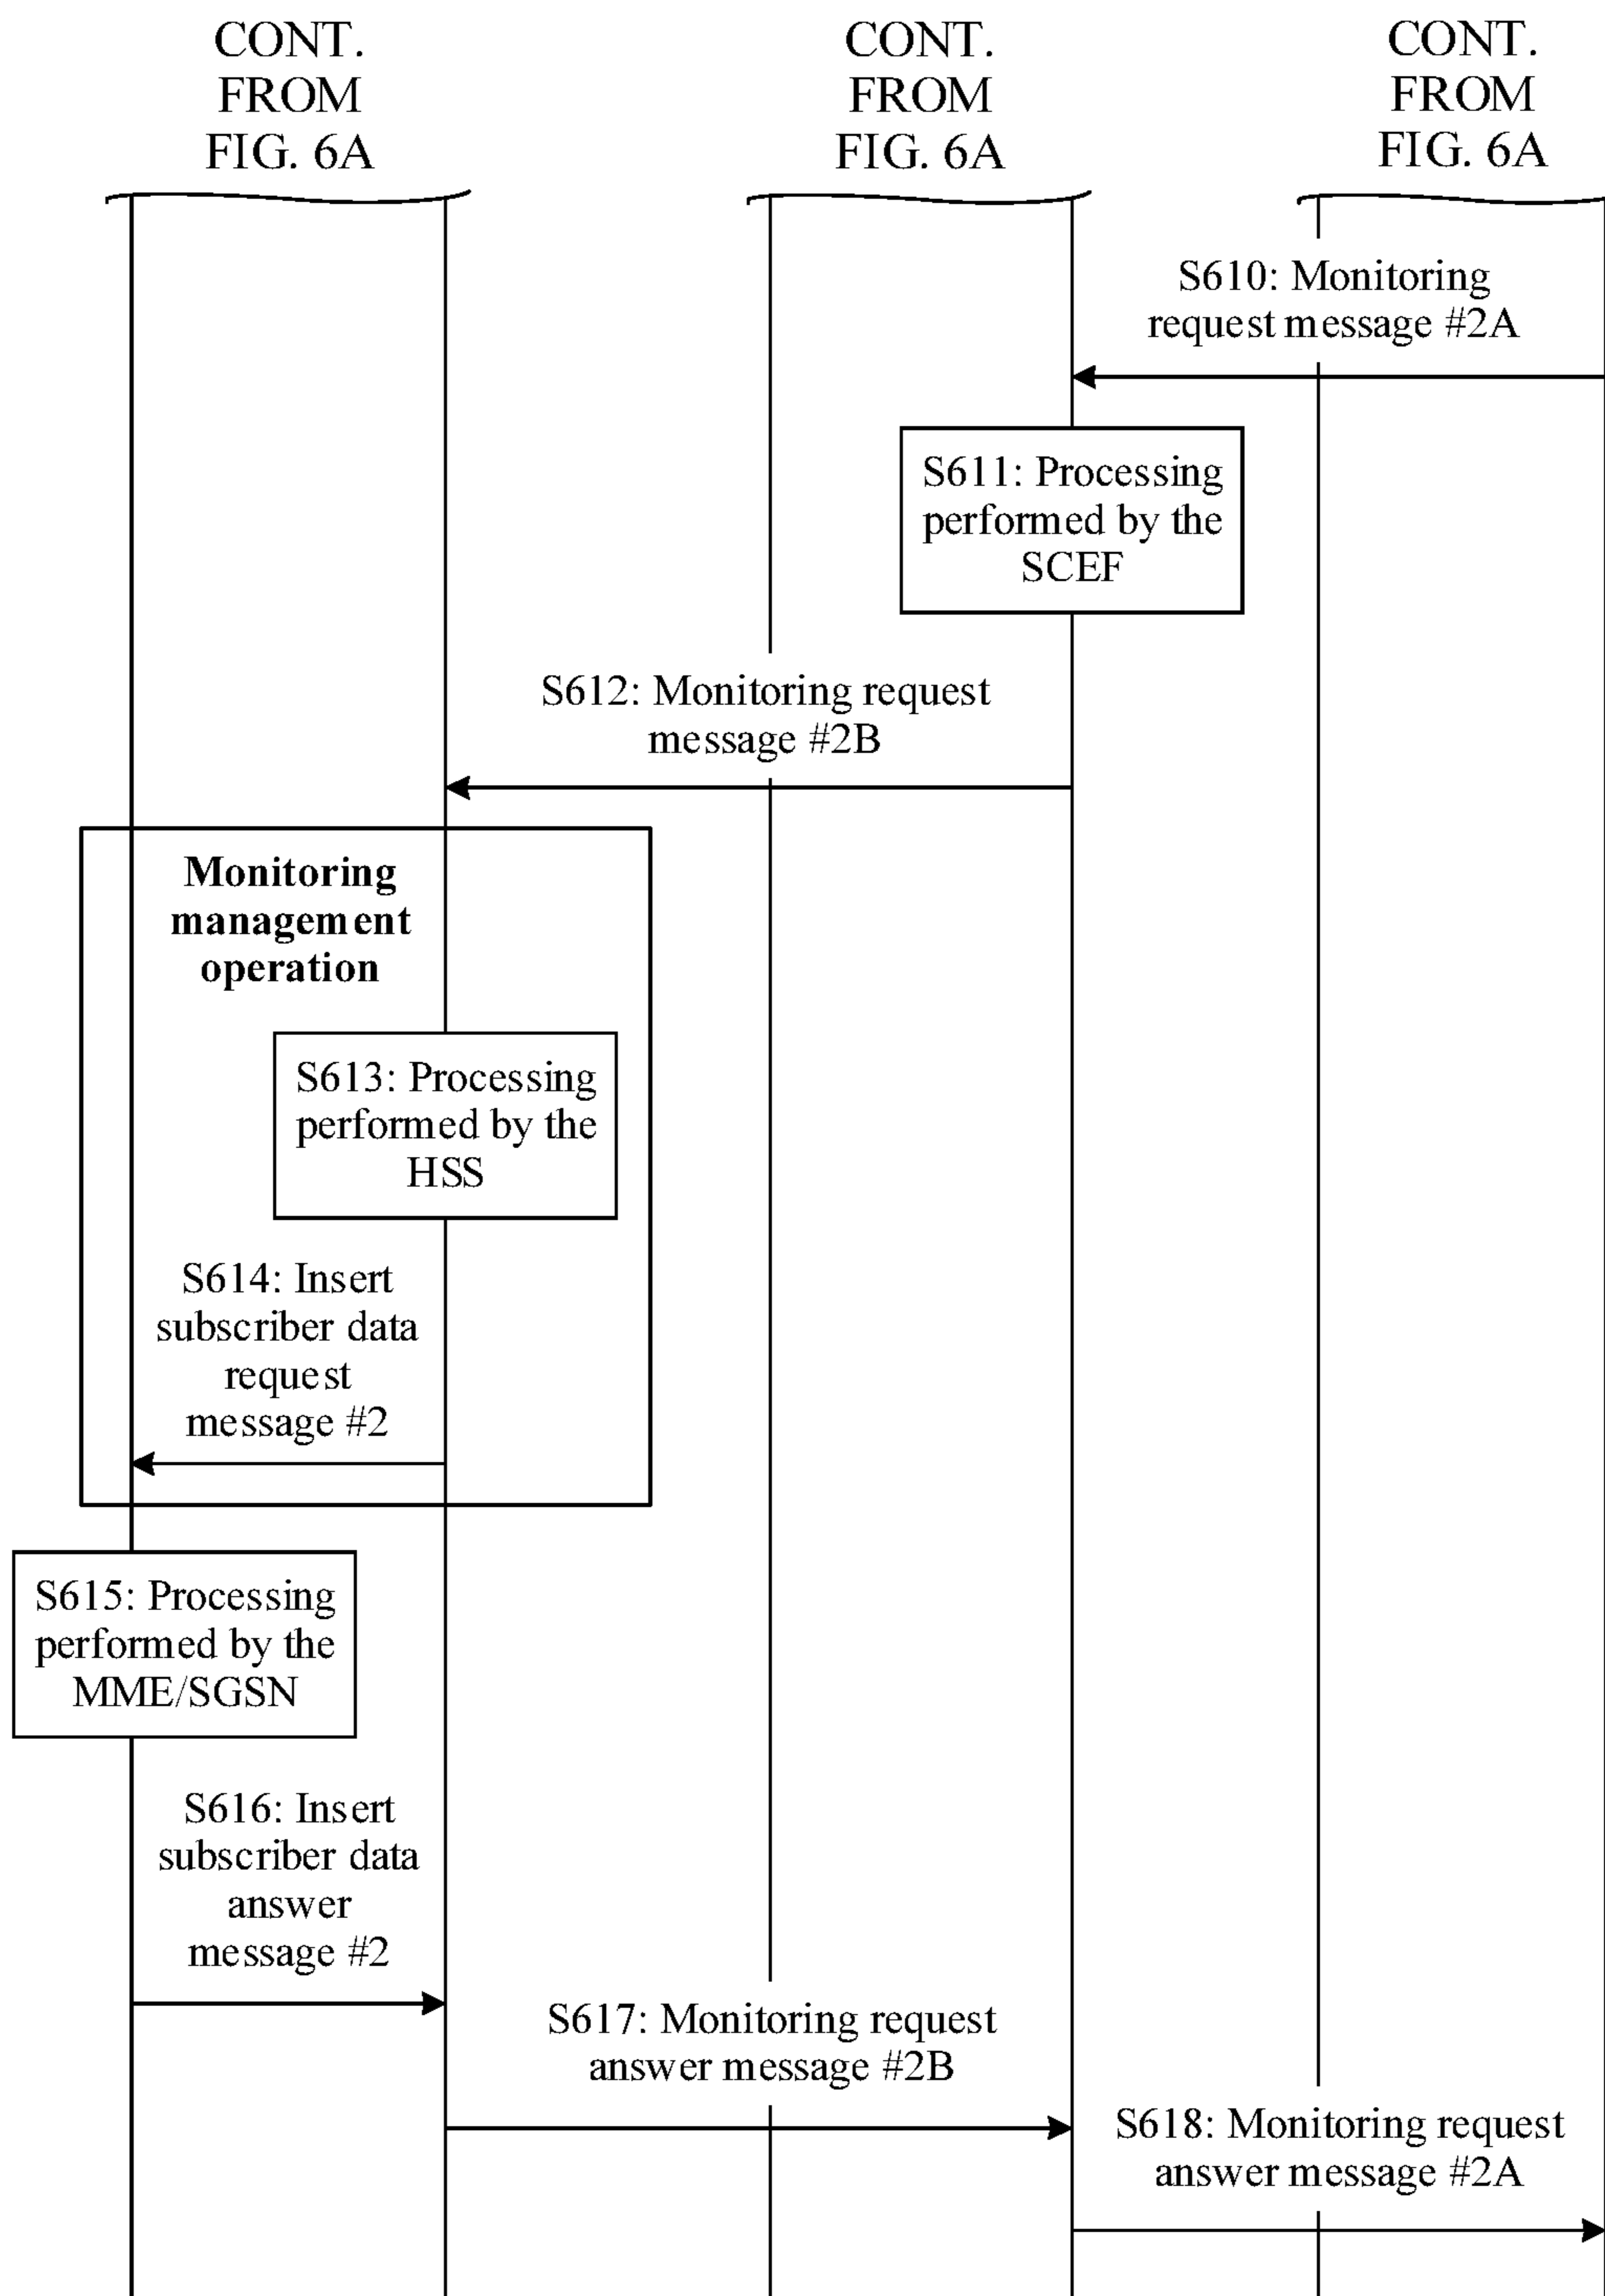 CONT.
FROM
FIG. 6A
CONT.
FROM
FIG. 6A
CONT.
FROM
FIG. 6A
S610: Monitoring
request message #2A
S611: Processing
performed by the
SCEF
S612: Monitoring request
message #2B
Monitoring
management
operation
S613: Processing
performed by the
HSS
S614: Insert
subscriber data
request
message #2
S615: Processing
performed by the
MME/SGSN
S616: Insert
subscriber data
answer
message #2
S617: Monitoring request
answer message #2B
S618: Monitoring request
answer message #2A